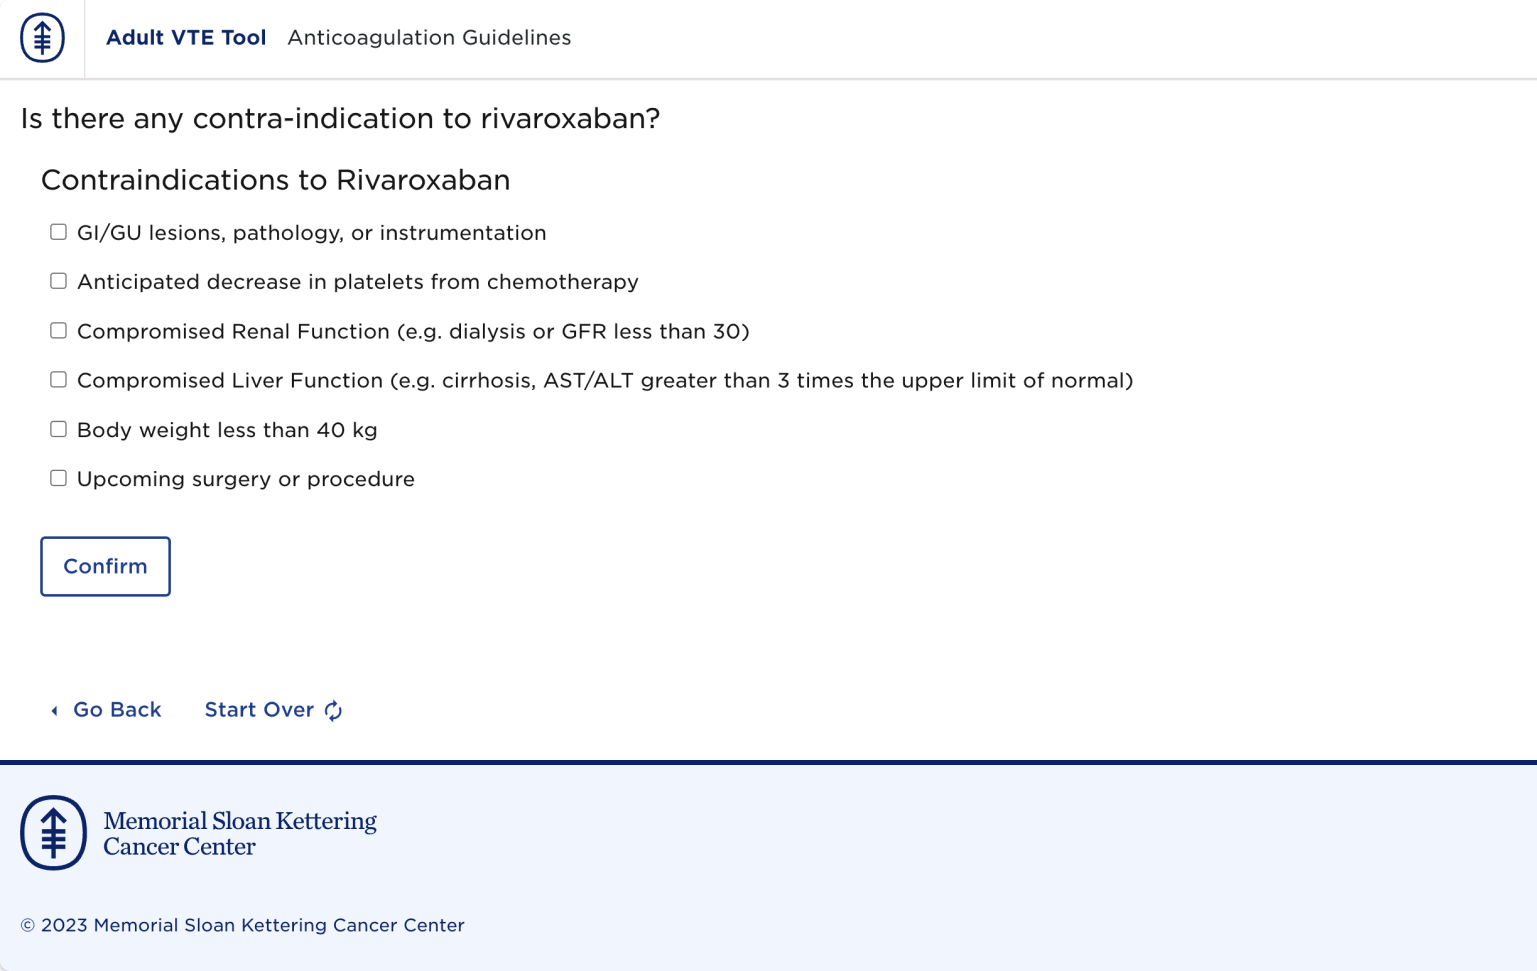 Adult VTE Tool Anticoagulation Guidelines
Is there any contra-indication to rivaroxaban?
Contraindications to Rivaroxaban
GI/GU lesions, pathology, or instrumentation
Anticipated decrease in platelets from chemotherapy
Compromised Renal Function (e.g. dialysis or GFR less than 30)
Compromised Liver Function (e.g. cirrhosis, AST/ALT greater than 3 times the upper limit of normal)
Body weight less than 40 kg
Upcoming surgery or procedure
Confirm
Go Back Start Over
Memorial Sloan Kettering
Cancer Center
© 2023 Memorial Sloan Kettering Cancer Center